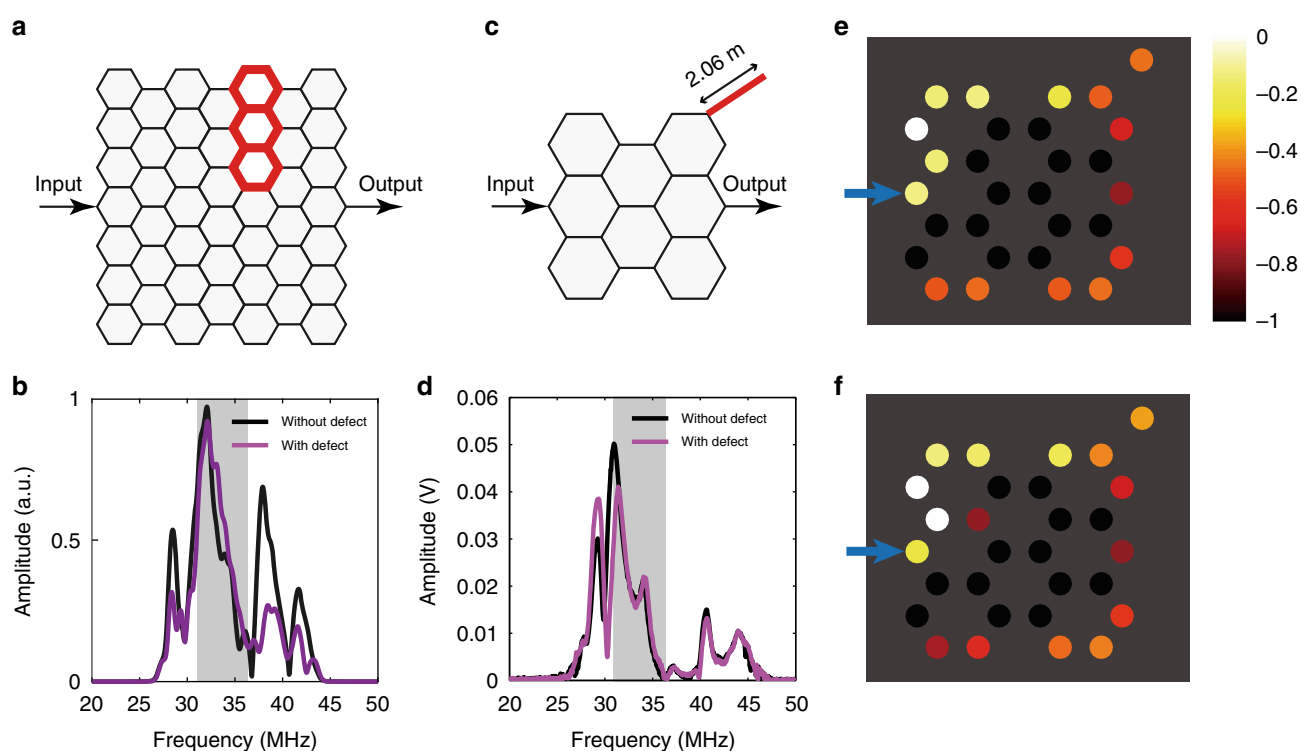 a
Input
Output
b
1
0.5
0
20
25
30
35
40
45
50
Amplitude (a.u.)
Frequency (MHz)
Without defect
With defect
c
2.06 m
Input
Output
d
0.06
0.05
0.04
0.03
0.02
0.01
0
20
25
30
35
40
45
50
Amplitude (V)
Frequency (MHz)
Without defect
With defect
e
0
−0.2
−0.4
−0.6
−0.8
−1
f